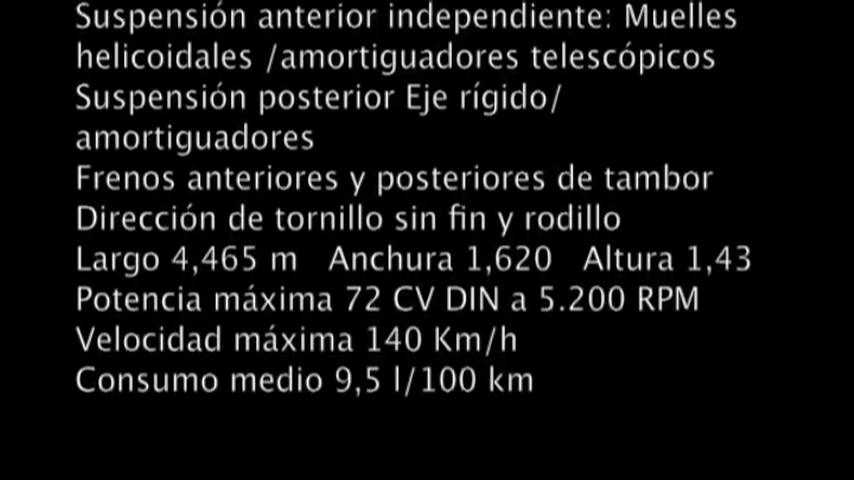 Suspensión anterior independiente: Muelles
helicoidales /amortiguadores telescópicos
Suspensión posterior Eje rígido/
amortiguadores
Frenos anteriores y posteriores de tambor
Dirección de tornillo sin fin y rodillo
Largo 4,465 m   Anchura 1,620   Altura 1,43
Potencia máxima 72 CV DIN a 5.200 RPM
Velocidad máxima 140 Km/h
Consumo medio 9,5 l/100 km